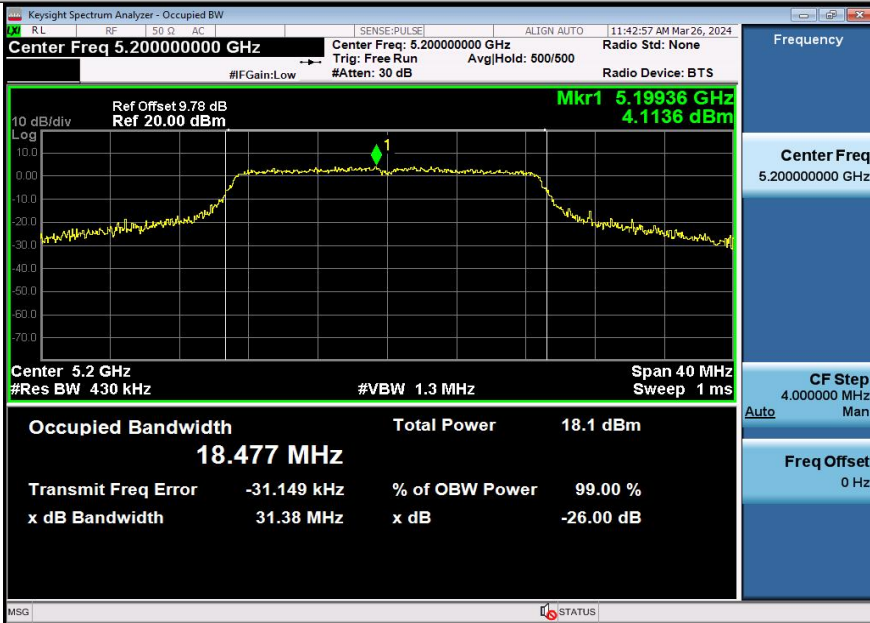 Keysight Spectrum Analyzer - Occupied BW
LXI RL RF 50 Ω AC SENSE:PULSE ALIGN AUTO 11:42:57 AM Mar 26, 2024
Center Freq 5.200000000 GHz
Center Freq: 5.200000000 GHz
Radio Std: None
Trig: Free Run Avg|Hold: 500/500
#IFGain:Low #Atten: 30 dB
Radio Device: BTS
Mkr1 5.19936 GHz
4.1136 dBm
Ref Offset 9.78 dB
10 dB/div Ref 20.00 dBm
Log
10.0
0.00
-10.0
-20.0
-30.0
-40.0
-50.0
-60.0
-70.0
1
Center 5.2 GHz Span 40 MHz
#Res BW 430 kHz #VBW 1.3 MHz Sweep 1 ms
Occupied Bandwidth Total Power 18.1 dBm
18.477 MHz
Transmit Freq Error -31.149 kHz % of OBW Power 99.00 %
x dB Bandwidth 31.38 MHz x dB -26.00 dB
Frequency
Center Freq
5.200000000 GHz
CF Step
4.000000 MHz
Auto Man
Freq Offset
0 Hz
MSG STATUS